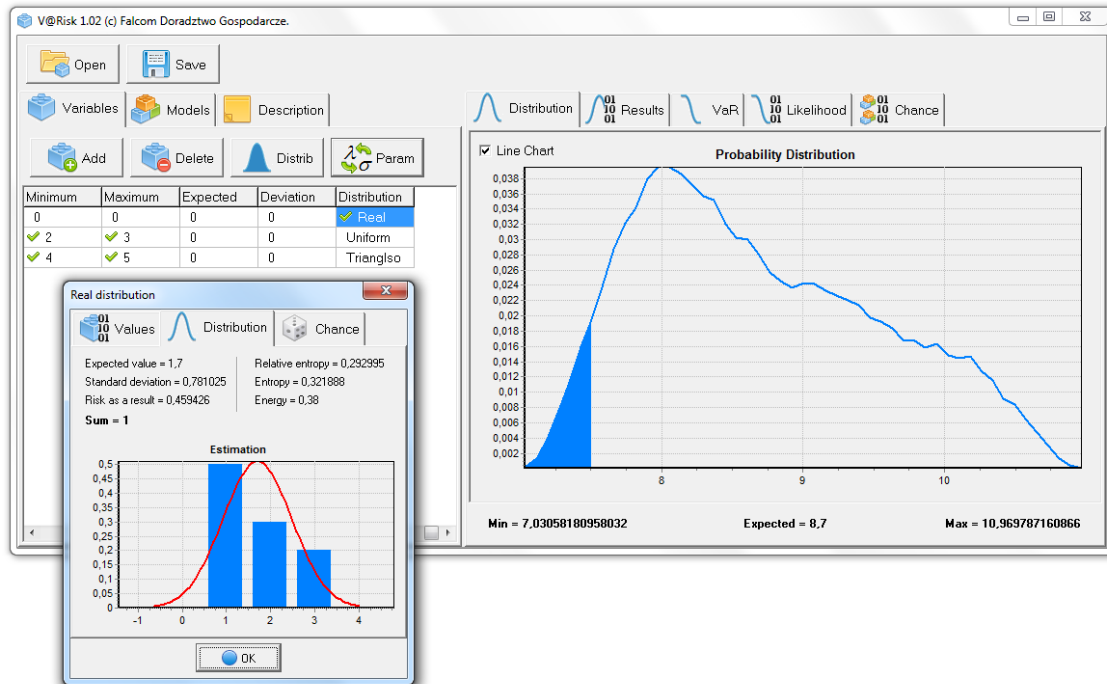 V@Risk 1.02 (c) Falcom Doradztwo Gospodarcze.
Open Save
Variables Models Description
Add Delete Distrib Param
Minimum Maximum Expected Deviation Distribution
0 0 0 0 Real
2 3 0 0 Uniform
4 5 0 0 TriangIso
Distribution Results VaR Likelihood Chance
Line Chart
Probability Distribution
0,038
0,036
0,034
0,032
0,03
0,028
0,026
0,024
0,022
0,02
0,018
0,016
0,014
0,012
0,01
0,008
0,006
0,004
0,002
8 9 10
Min = 7,03058180958032 Expected = 8,7 Max = 10,969787160866
Real distribution
Values Distribution Chance
Expected value = 1,7 Relative entropy = 0,292995
Standard deviation = 0,781025 Entropy = 0,321888
Risk as a result = 0,459426 Energy = 0,38
Sum = 1
Estimation
0,5
0,45
0,4
0,35
0,3
0,25
0,2
0,15
0,1
0,05
0
-1 0 1 2 3 4
OK